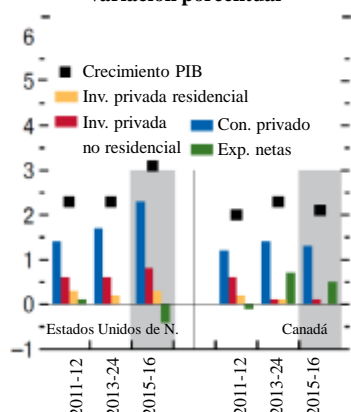 variación porcentual
6
5
4
3
2
1
0
−1
Crecimiento PIB
Inv. privada residencial
Inv. privada
no residencial
Con. privado
Exp. netas
Estados Unidos de N.
Canadá
2011-12
2013-24
2015-16
2011-12
2013-24
2015-16